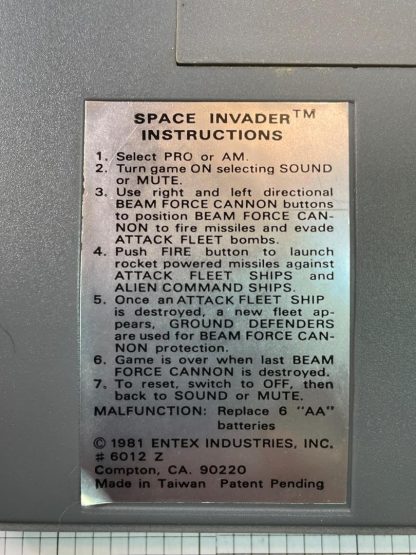 SPACE INVADER™
INSTRUCTIONS
1. Select PRO or AM.
2. Turn game ON selecting SOUND
or MUTE.
3. Use right and left directional
BEAM FORCE CANNON buttons
to position BEAM FORCE CAN-
NON to fire missiles and evade
ATTACK FLEET bombs.
4. Push FIRE button to launch
rocket powered missiles against
ATTACK FLEET SHIPS and
ALIEN COMMAND SHIPS.
5. Once an ATTACK FLEET SHIP
is destroyed, a new fleet ap-
pears, GROUND DEFENDERS
are used for BEAM FORCE CAN-
NON protection.
6. Game is over when last BEAM
FORCE CANNON is destroyed.
7. To reset, switch to OFF, then
back to SOUND or MUTE.
MALFUNCTION: Replace 6 "AA"
batteries
© 1981 ENTEX INDUSTRIES, INC.
# 6012 Z
Compton, CA. 90220
Made in Taiwan Patent Pending